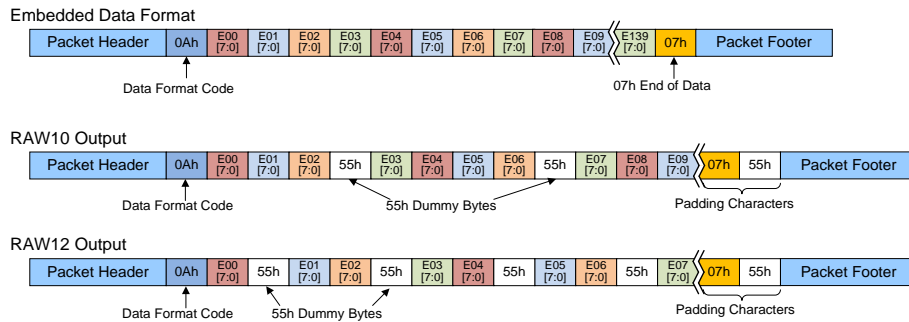 Embedded Data Format
Packet Header 0Ah E00 [7:0] E01 [7:0] E02 [7:0] E03 [7:0] E04 [7:0] E05 [7:0] E06 [7:0] E07 [7:0] E08 [7:0] E09 [7:0] E139 [7:0] 07h Packet Footer
Data Format Code 07h End of Data
RAW10 Output
Packet Header 0Ah E00 [7:0] E01 [7:0] E02 [7:0] 55h E03 [7:0] E04 [7:0] E05 [7:0] E06 [7:0] 55h E07 [7:0] E08 [7:0] E09 [7:0] 07h 55h Packet Footer
Data Format Code 55h Dummy Bytes Padding Characters
RAW12 Output
Packet Header 0Ah E00 [7:0] 55h E01 [7:0] E02 [7:0] 55h E03 [7:0] E04 [7:0] 55h E05 [7:0] E06 [7:0] 55h E07 [7:0] 07h 55h Packet Footer
Data Format Code 55h Dummy Bytes Padding Characters